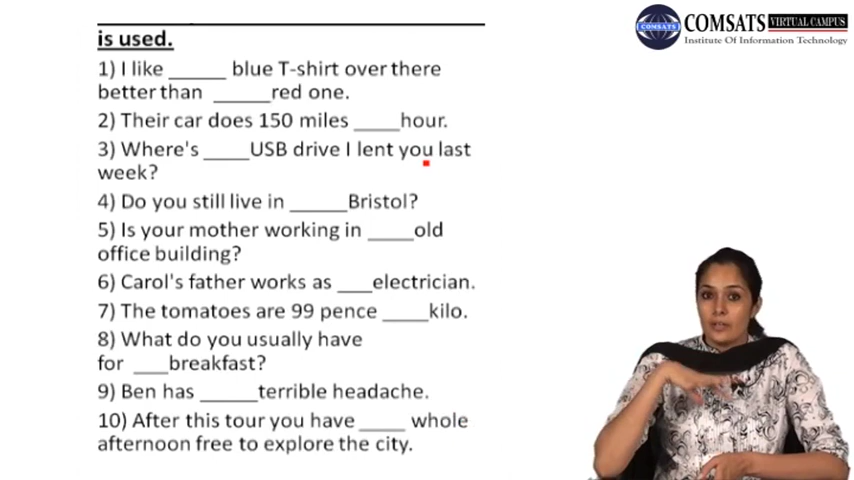 COMSATS VIRTUAL CAMPUS
Institute Of Information Technology
is used.
1) I like ______ blue T-shirt over there
better than ______red one.
2) Their car does 150 miles _____hour.
3) Where's _____USB drive I lent you last
week?
4) Do you still live in ______Bristol?
5) Is your mother working in _____old
office building?
6) Carol's father works as ____electrician.
7) The tomatoes are 99 pence _____kilo.
8) What do you usually have
for ____breakfast?
9) Ben has ______terrible headache.
10) After this tour you have _____ whole
afternoon free to explore the city.